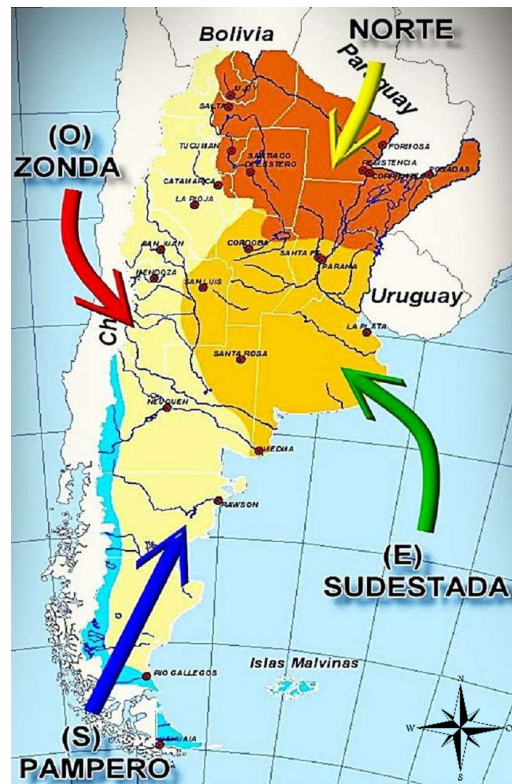 Bolivia
NORTE
Paraguay
(O)
ZONDA
SALTA
TUCUMAN
SANTIAGO
DEL ESTERO
FORMOSA
RESISTENCIA
CORRIENTES
POSADAS
CATAMARCA
LA RIOJA
SAN JUAN
CORDOBA
SANTA FE
PARANA
MENDOZA
SAN LUIS
Uruguay
Ch
LA PLATA
SANTA ROSA
NEUQUEN
VIEDMA
RAWSON
(E)
SUDESTADA
Islas Malvinas
RIO GALLEGOS
(S)
PAMPERO
USHUAIA
N
W
O
S